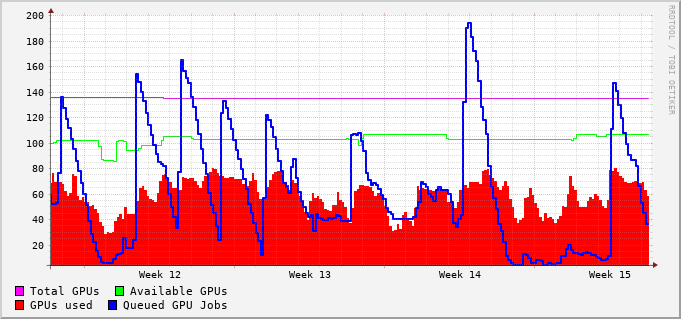 200
180
160
140
120
100
80
60
40
20
Week 12 Week 13 Week 14 Week 15
Total GPUs Available GPUs
GPUs used Queued GPU Jobs
RRDTOOL / TOBI OETIKER